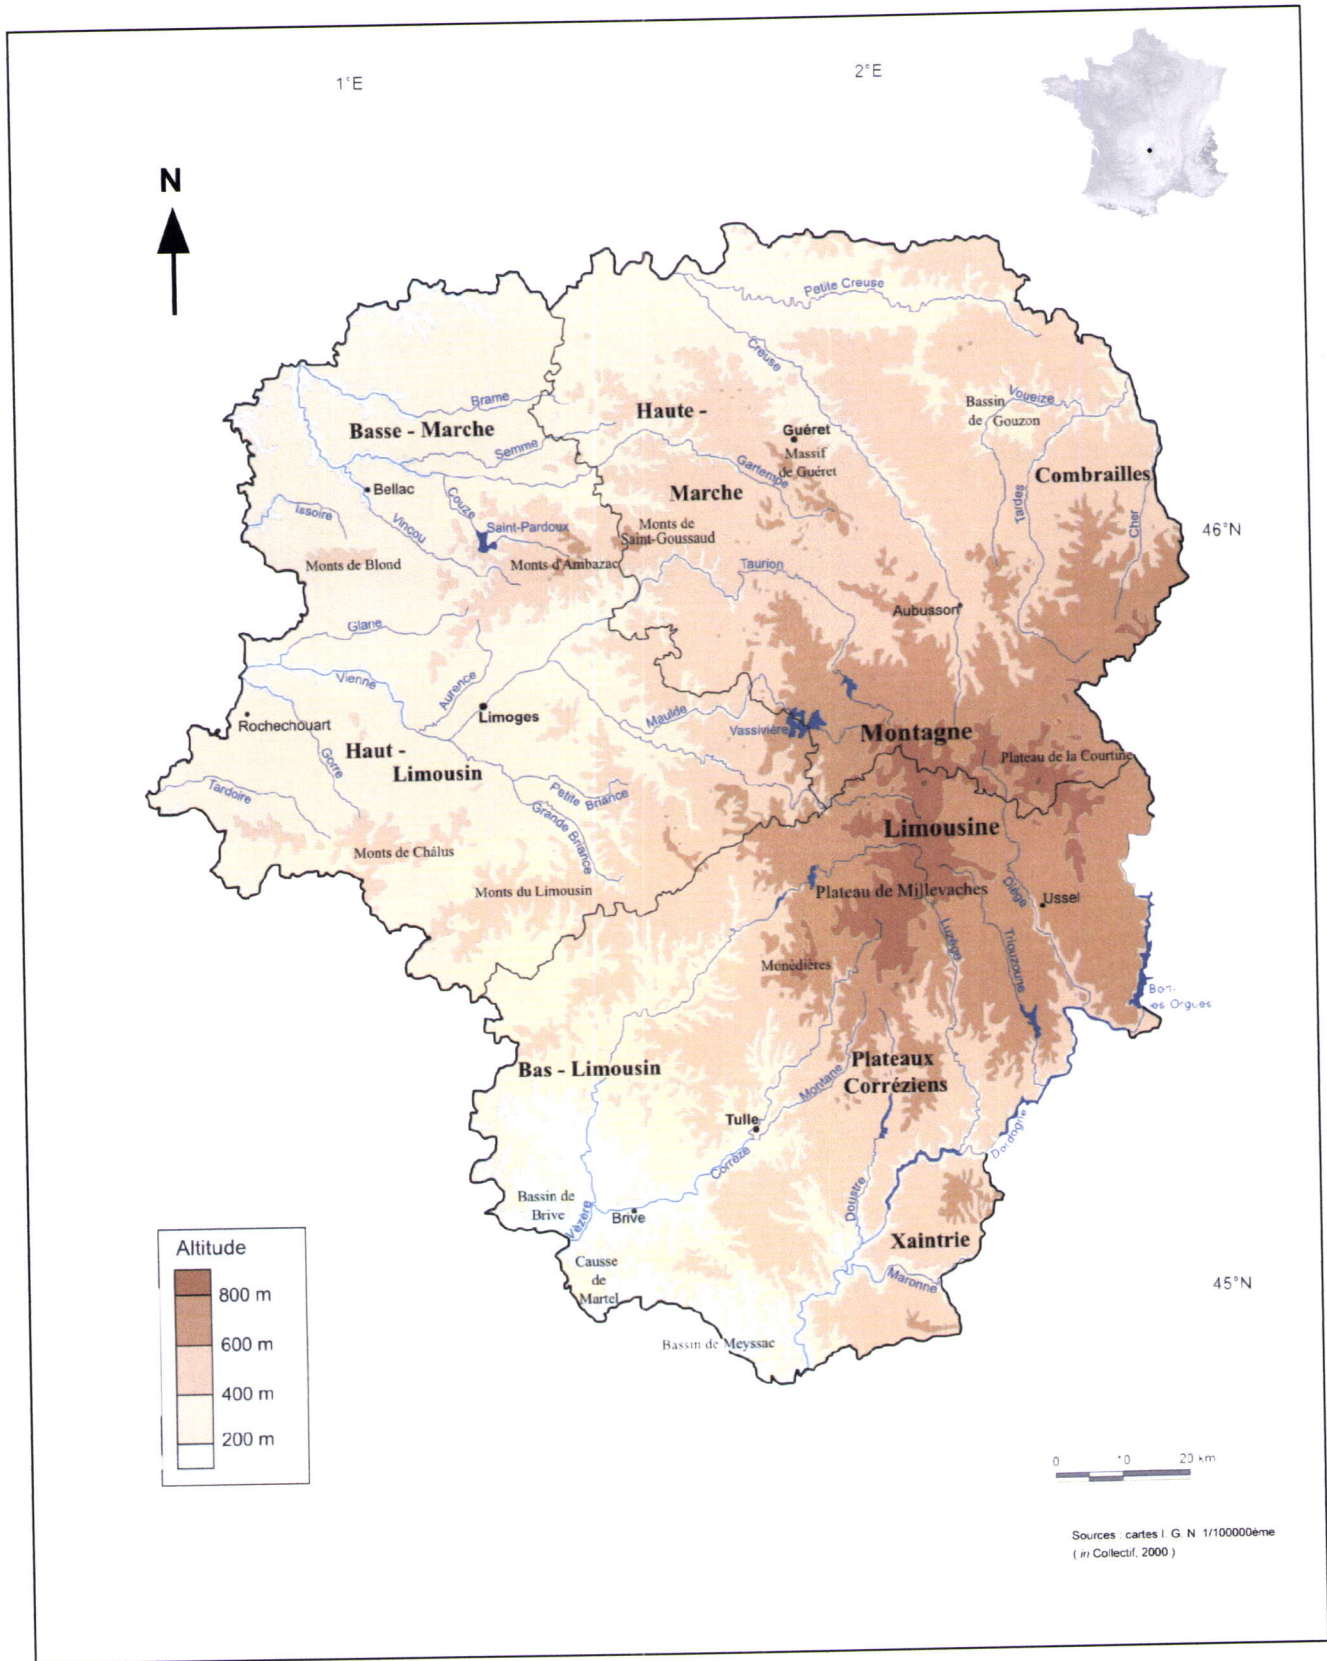 1°E
2°E
N
Petite Creuse
Creuse
Brame
Basse - Marche
Semme
Haute -
Marche
Guéret
Massif
de Guéret
Gartempe
Bassin
de Gouzon
Voueize
Combrailles
Tardes
Cher
46°N
Bellac
Issoire
Vincou
Couze
Saint-Pardoux
Monts de
Saint-Goussaud
Monts de Blond
Monts d'Ambazac
Taurion
Aubusson
Glane
Vienne
Aurence
Limoges
Rochechouart
Gorre
Haut -
Limousin
Tardoire
Maulde
Vassivière
Montagne
Limousine
Plateau de la Courtine
Petite Briance
Grande Briance
Monts de Châlus
Monts du Limousin
Plateau de Millevaches
Diège
Ussel
Luzège
Triouzoune
Monédières
Bort-
es Orgues
Bas - Limousin
Plateaux
Corréziens
Montane
Tulle
Corrèze
Dordogne
Bassin de
Brive
Vézère
Brive
Doustre
Xaintrie
Maronne
Causse
de
Martel
Bassin de Meyssac
45°N
Altitude
800 m
600 m
400 m
200 m
0 10 20 km
Sources : cartes I. G. N. 1/100000ème
( in Collectif, 2000 )